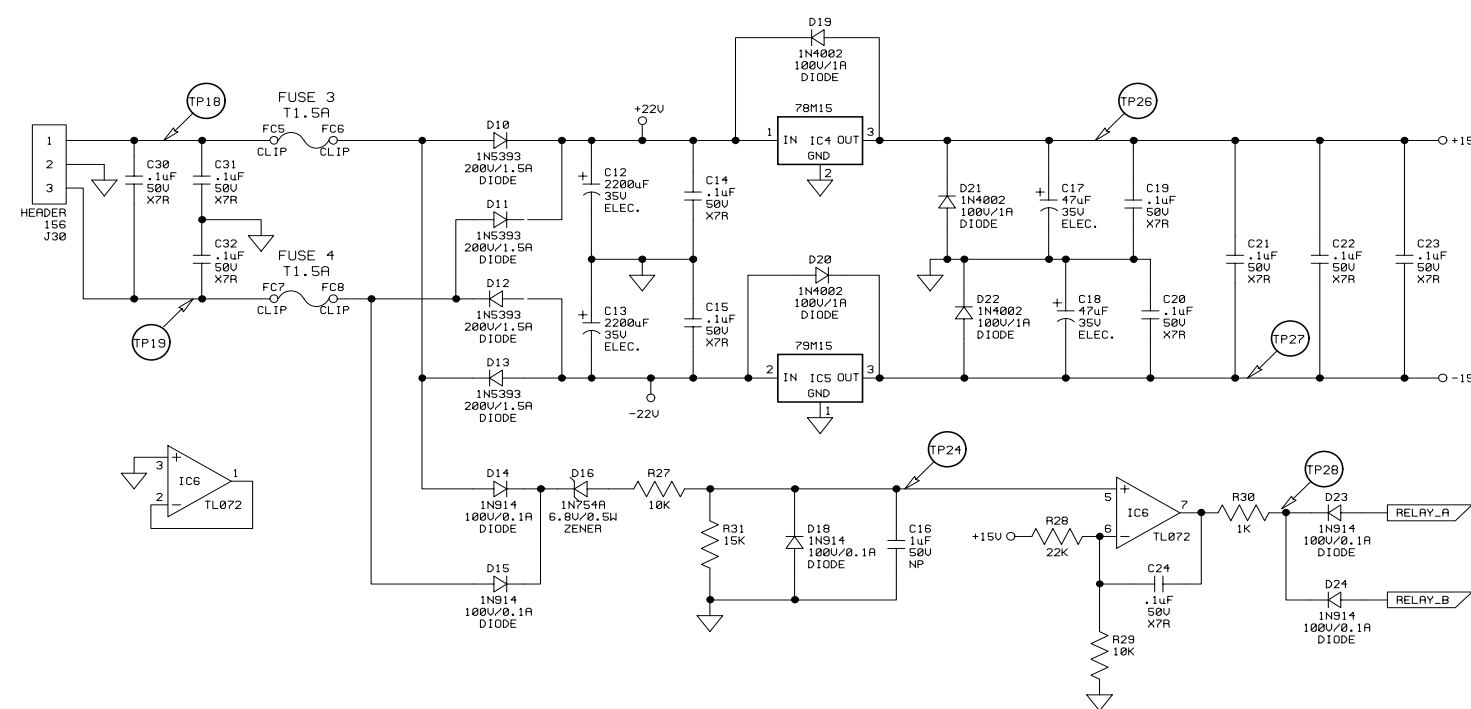 D19
1N4002
100V/1A
DIODE
TP18
FUSE 3
T1.5A
+22V
78M15
TP26
1
2
3
HEADER
156
J30
C30
.1uF
50V
X7R
C31
.1uF
50V
X7R
FC5
CLIP
FC6
CLIP
D10
1N5393
200V/1.5A
DIODE
1
IN
IC4
OUT
GND
3
2
+15
C12
2200uF
35V
ELEC.
C14
.1uF
50V
X7R
D11
1N5393
200V/1.5A
DIODE
D21
1N4002
100V/1A
DIODE
C17
47uF
35V
ELEC.
C19
.1uF
50V
X7R
C32
.1uF
50V
X7R
FUSE 4
T1.5A
FC7
CLIP
FC8
CLIP
TP19
D12
1N5393
200V/1.5A
DIODE
C13
2200uF
35V
ELEC.
C15
.1uF
50V
X7R
D20
1N4002
100V/1A
DIODE
D22
1N4002
100V/1A
DIODE
C18
47uF
35V
ELEC.
C20
.1uF
50V
X7R
C21
.1uF
50V
X7R
C22
.1uF
50V
X7R
C23
.1uF
50V
X7R
TP27
D13
1N5393
200V/1.5A
DIODE
-22V
79M15
2
IN
IC5
OUT
GND
3
1
-15
3
+
2
-
IC6
1
TL072
D14
1N914
100V/0.1A
DIODE
D16
1N754A
6.8V/0.5W
ZENER
R27
10K
TP24
R31
15K
D18
1N914
100V/0.1A
DIODE
C16
1uF
50V
NP
D15
1N914
100V/0.1A
DIODE
+15V
R28
22K
5
+
6
-
IC6
7
TL072
C24
.1uF
50V
X7R
R29
10K
R30
1K
TP28
D23
1N914
100V/0.1A
DIODE
RELAY_A
D24
1N914
100V/0.1A
DIODE
RELAY_B